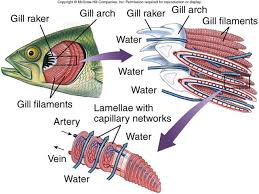 Copyright © McGraw-Hill Companies, Inc. Permission required for reproduction or display.
Gill raker
Gill arch
Gill raker
Gill arch
Gill filaments
Water
Water
Gill filaments
Lamellae with
capillary networks
Artery
Water
Water
Vein
Water